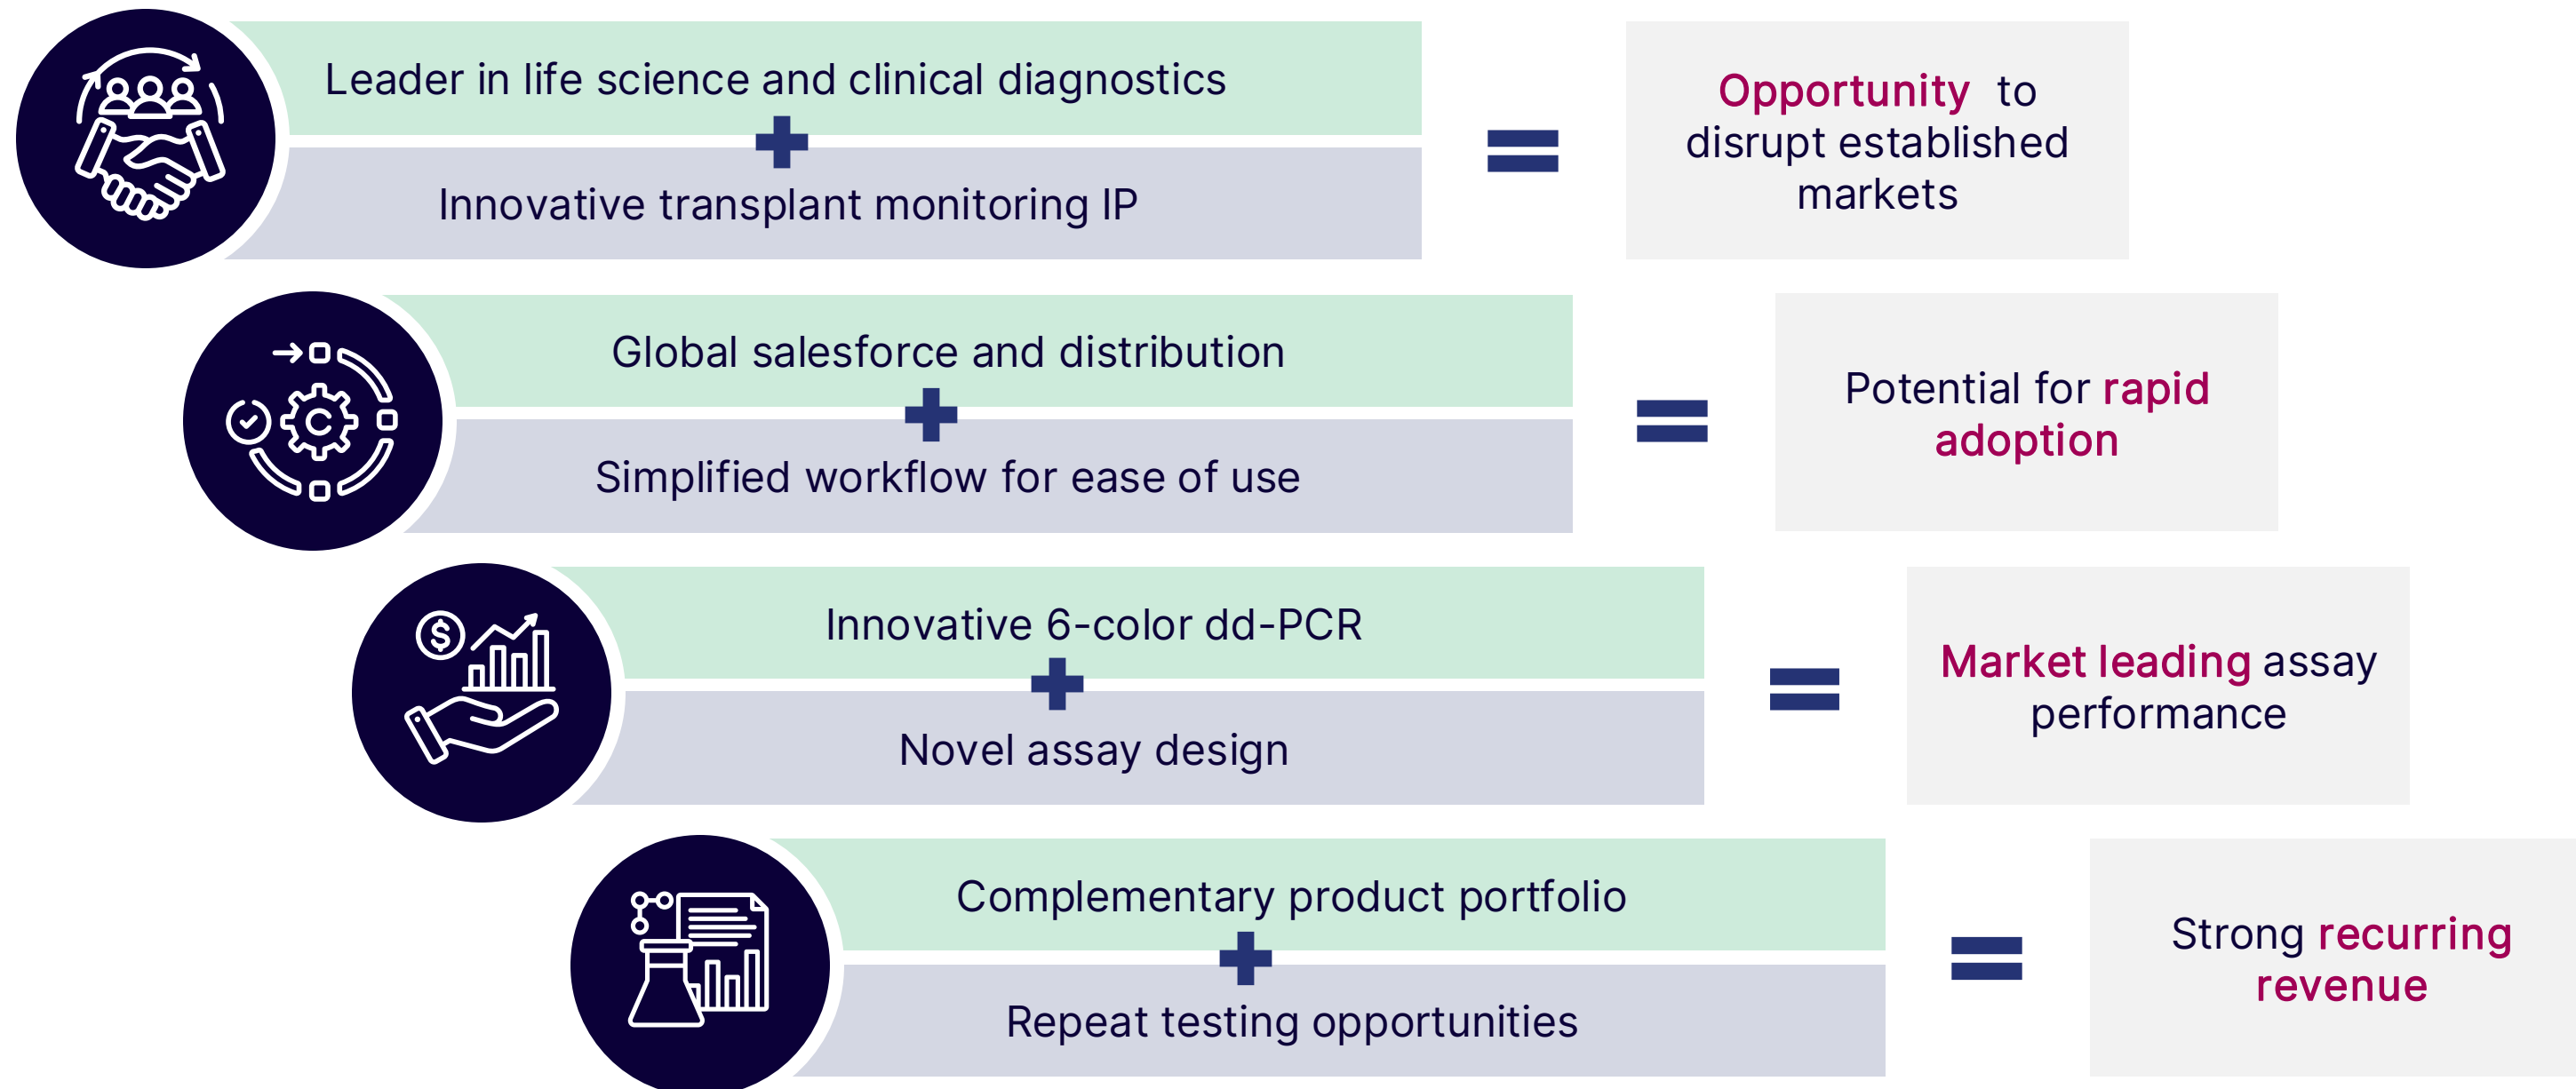 Leader in life science and clinical diagnostics
+
Innovative transplant monitoring IP
=
Opportunity to
disrupt established
markets
Global salesforce and distribution
+
Simplified workflow for ease of use
=
Potential for rapid
adoption
$
Innovative 6-color dd-PCR
+
Novel assay design
=
Market leading assay
performance
Complementary product portfolio
+
Repeat testing opportunities
=
Strong recurring
revenue